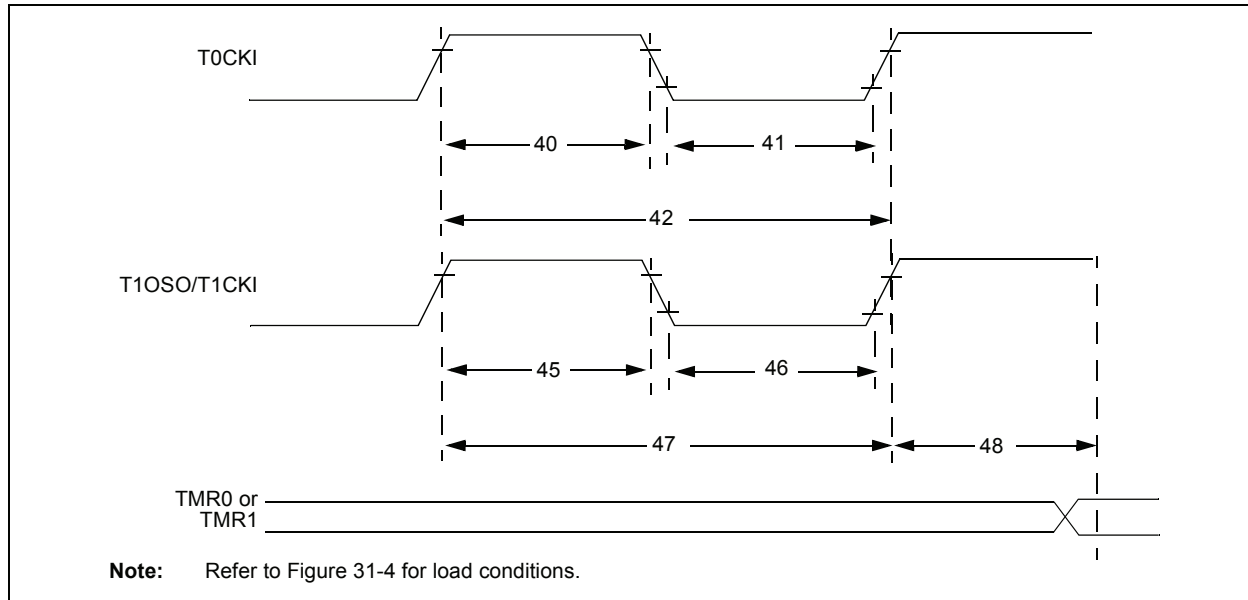 T0CKI
40
41
42
T1OSO/T1CKI
45
46
47
48
TMR0 or
TMR1
Note: Refer to Figure 31-4 for load conditions.